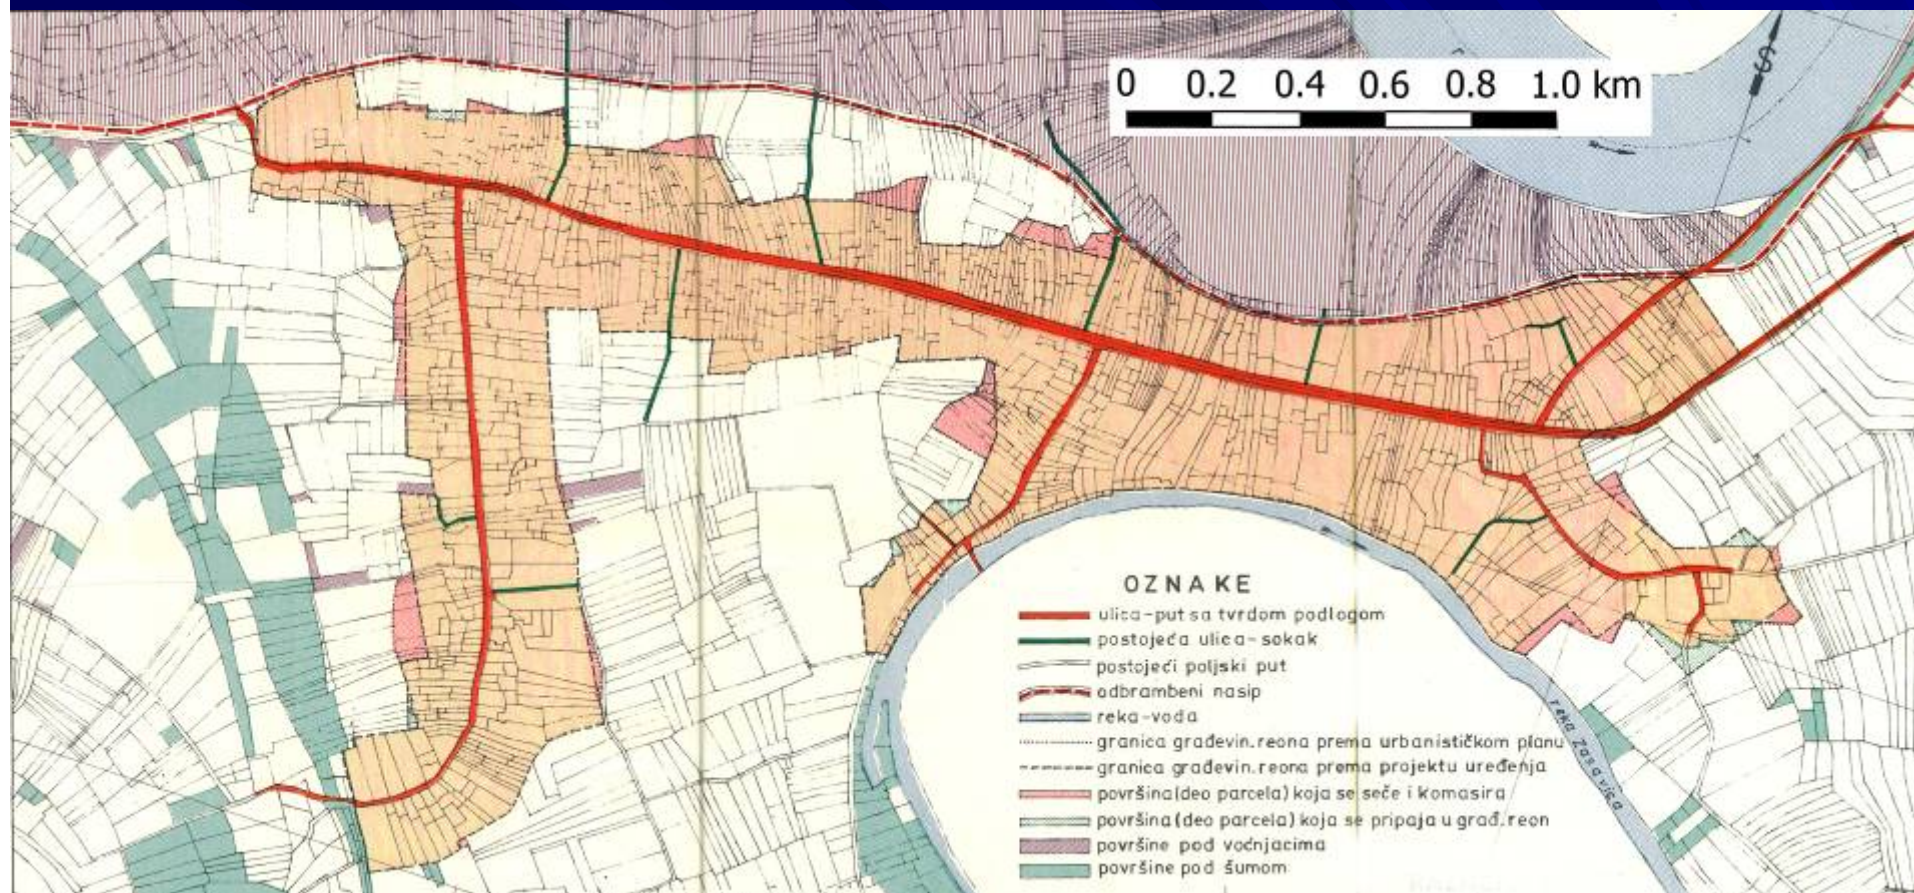 0 0.2 0.4 0.6 0.8 1.0 km
S
OZNAKE
ulica-put sa tvrdom podlogom
postojeća ulica-sokak
postojeći poljski put
odbrambeni nasip
reka-voda
granica građevin.reona prema urbanističkom planu
granica građevin.reona prema projektu uređenja
površina(deo parcela)koja se seče i komasira
površina(deo parcela)koja se pripaja u građ.reon
površine pod voćnjacima
površine pod šumom
reka Zasavica